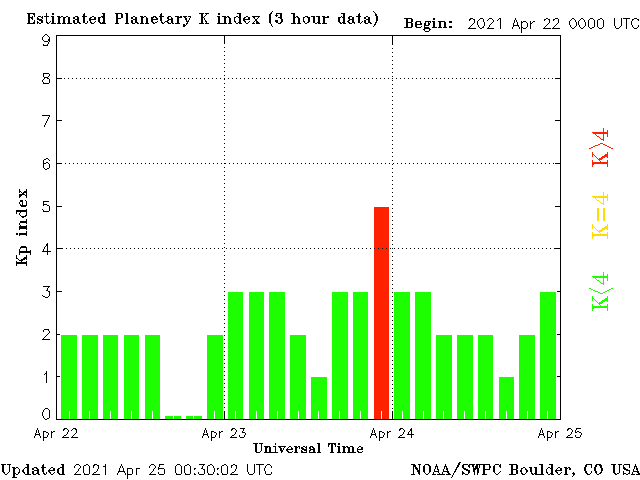 Estimated Planetary K index (3 hour data)
Begin: 2021 Apr 22 0000 UTC
9
8
7
6
5
4
3
2
1
0
Kp index
K>4
K=4
K<4
Apr 22
Apr 23
Apr 24
Apr 25
Universal Time
Updated 2021 Apr 25 00:30:02 UTC
NOAA/SWPC Boulder, CO USA